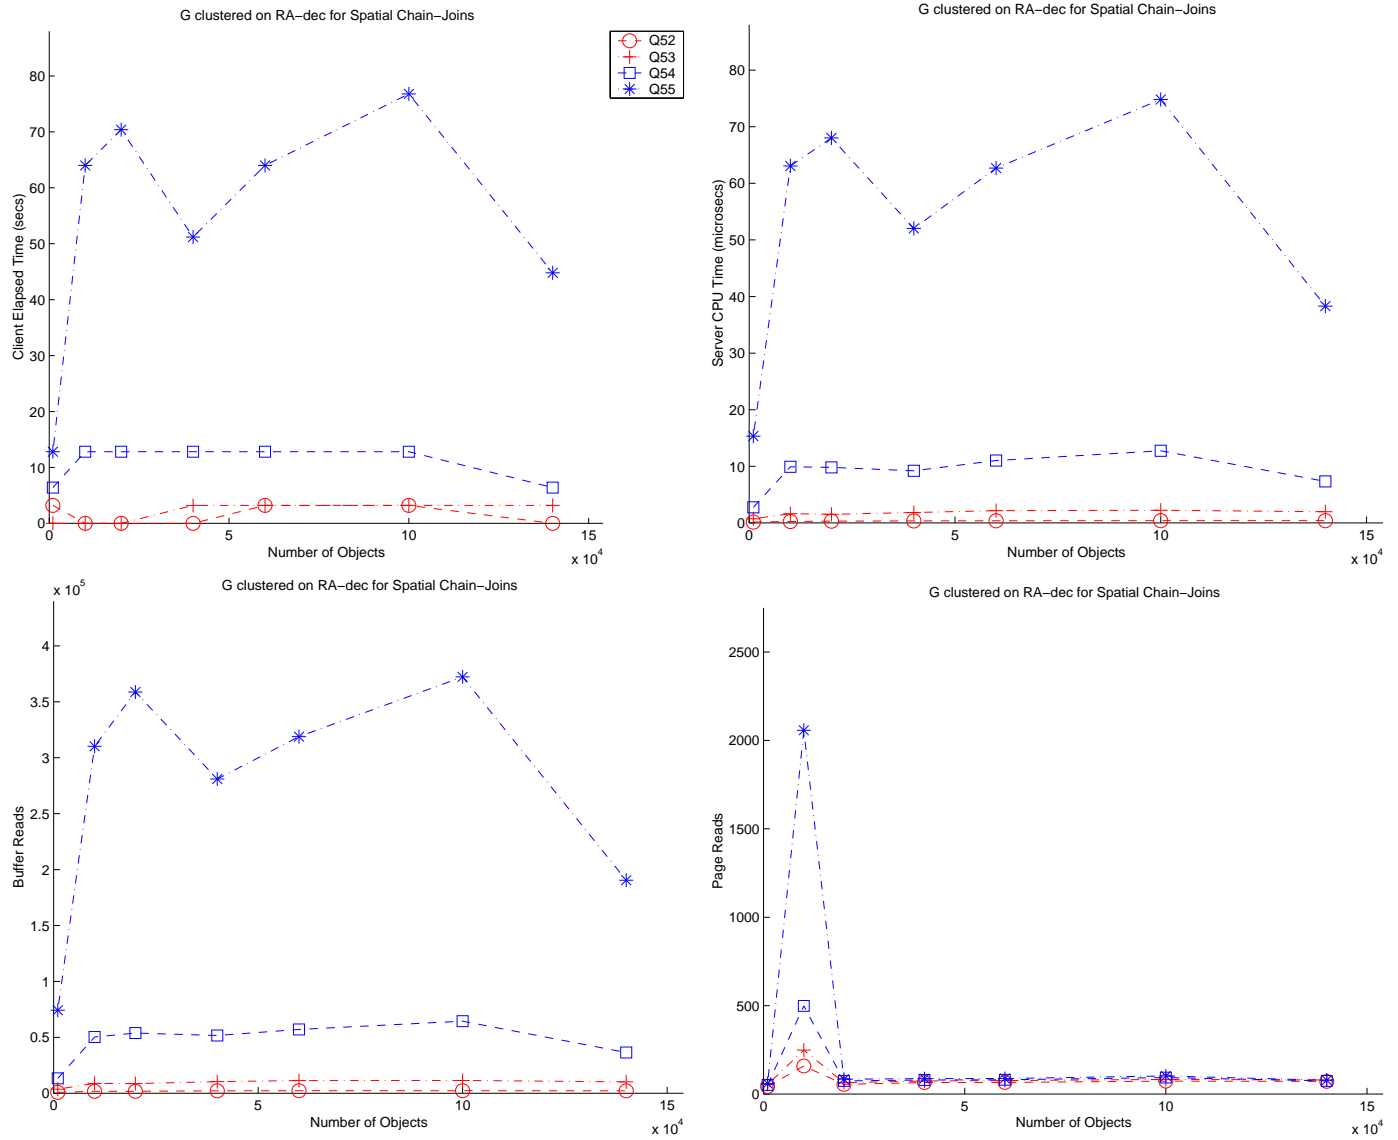 G clustered on RA−dec for Spatial Chain−Joins
Client Elapsed Time (secs)
80
70
60
50
40
30
20
10
0
0
5
10
15
x 10^4
Number of Objects
Q52
Q53
Q54
Q55
G clustered on RA−dec for Spatial Chain−Joins
Server CPU Time (microsecs)
80
70
60
50
40
30
20
10
0
0
5
10
15
x 10^4
Number of Objects
G clustered on RA−dec for Spatial Chain−Joins
x 10^5
Buffer Reads
4
3.5
3
2.5
2
1.5
1
0.5
0
0
5
10
15
x 10^4
Number of Objects
G clustered on RA−dec for Spatial Chain−Joins
Page Reads
2500
2000
1500
1000
500
0
0
5
10
15
x 10^4
Number of Objects